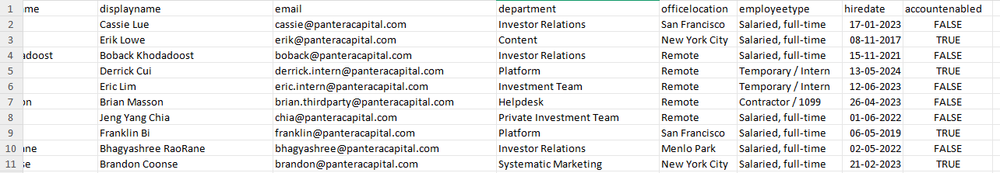 1 ame displayname email department officelocation employeetype hiredate accountenabled
2 Cassie Lue cassie@panteracapital.com Investor Relations San Francisco Salaried, full-time 17-01-2023 FALSE
3 Erik Lowe erik@panteracapital.com Content New York City Salaried, full-time 08-11-2017 TRUE
4 adoost Boback Khodadoost boback@panteracapital.com Investor Relations Remote Salaried, full-time 15-11-2021 FALSE
5 Derrick Cui derrick.intern@panteracapital.com Platform Remote Temporary / Intern 13-05-2024 TRUE
6 Eric Lim eric.intern@panteracapital.com Investment Team Remote Temporary / Intern 12-06-2023 FALSE
7 on Brian Masson brian.thirdparty@panteracapital.com Helpdesk Remote Contractor / 1099 26-04-2023 FALSE
8 Jeng Yang Chia chia@panteracapital.com Private Investment Team Remote Salaried, full-time 01-06-2022 FALSE
9 Franklin Bi franklin@panteracapital.com Platform San Francisco Salaried, full-time 06-05-2019 TRUE
10 ane Bhagyashree RaoRane bhagyashree@panteracapital.com Investor Relations Menlo Park Salaried, full-time 02-05-2022 FALSE
11 se Brandon Coonse brandon@panteracapital.com Systematic Marketing New York City Salaried, full-time 21-02-2023 TRUE